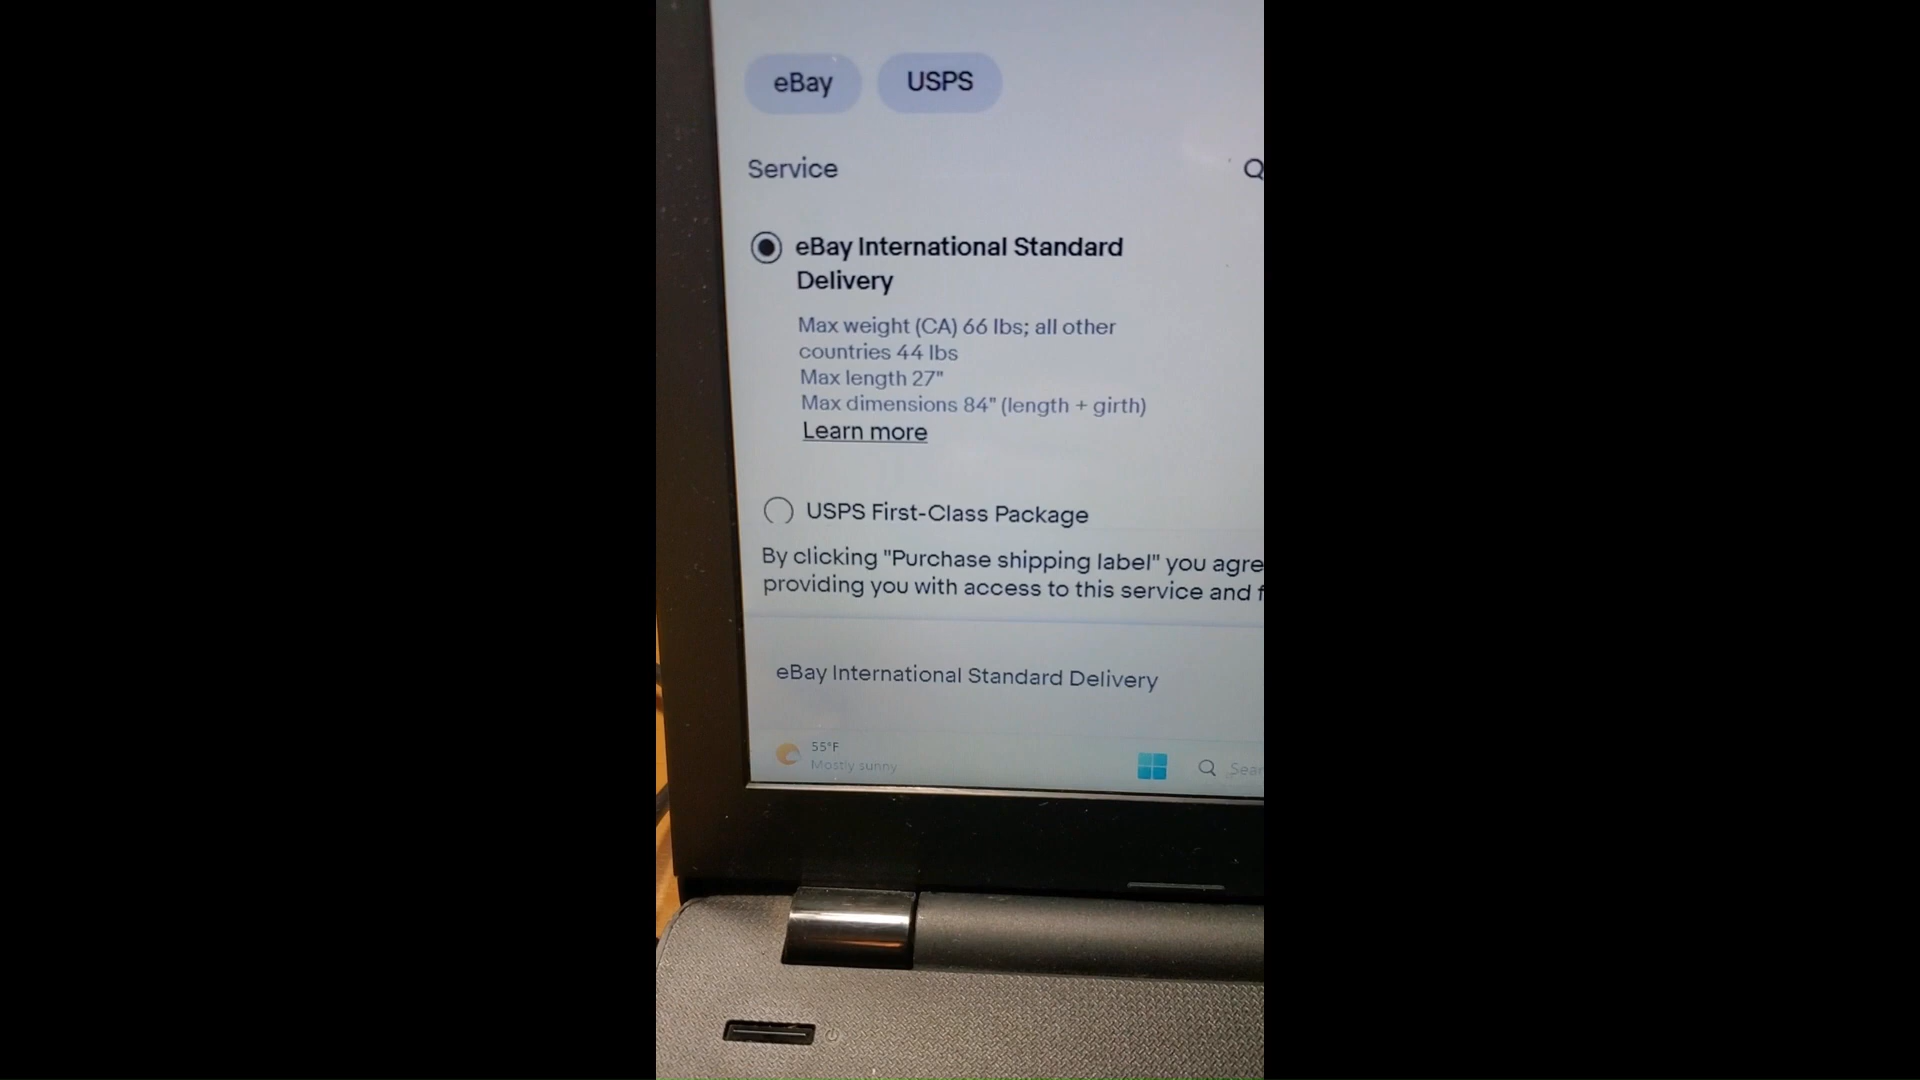 eBay USPS
Service
eBay International Standard
Delivery
Max weight (CA) 66 lbs; all other
countries 44 lbs
Max length 27"
Max dimensions 84" (length + girth)
Learn more
USPS First-Class Package
By clicking "Purchase shipping label" you agre
providing you with access to this service and f
eBay International Standard Delivery
55°F
Mostly sunny
Sear